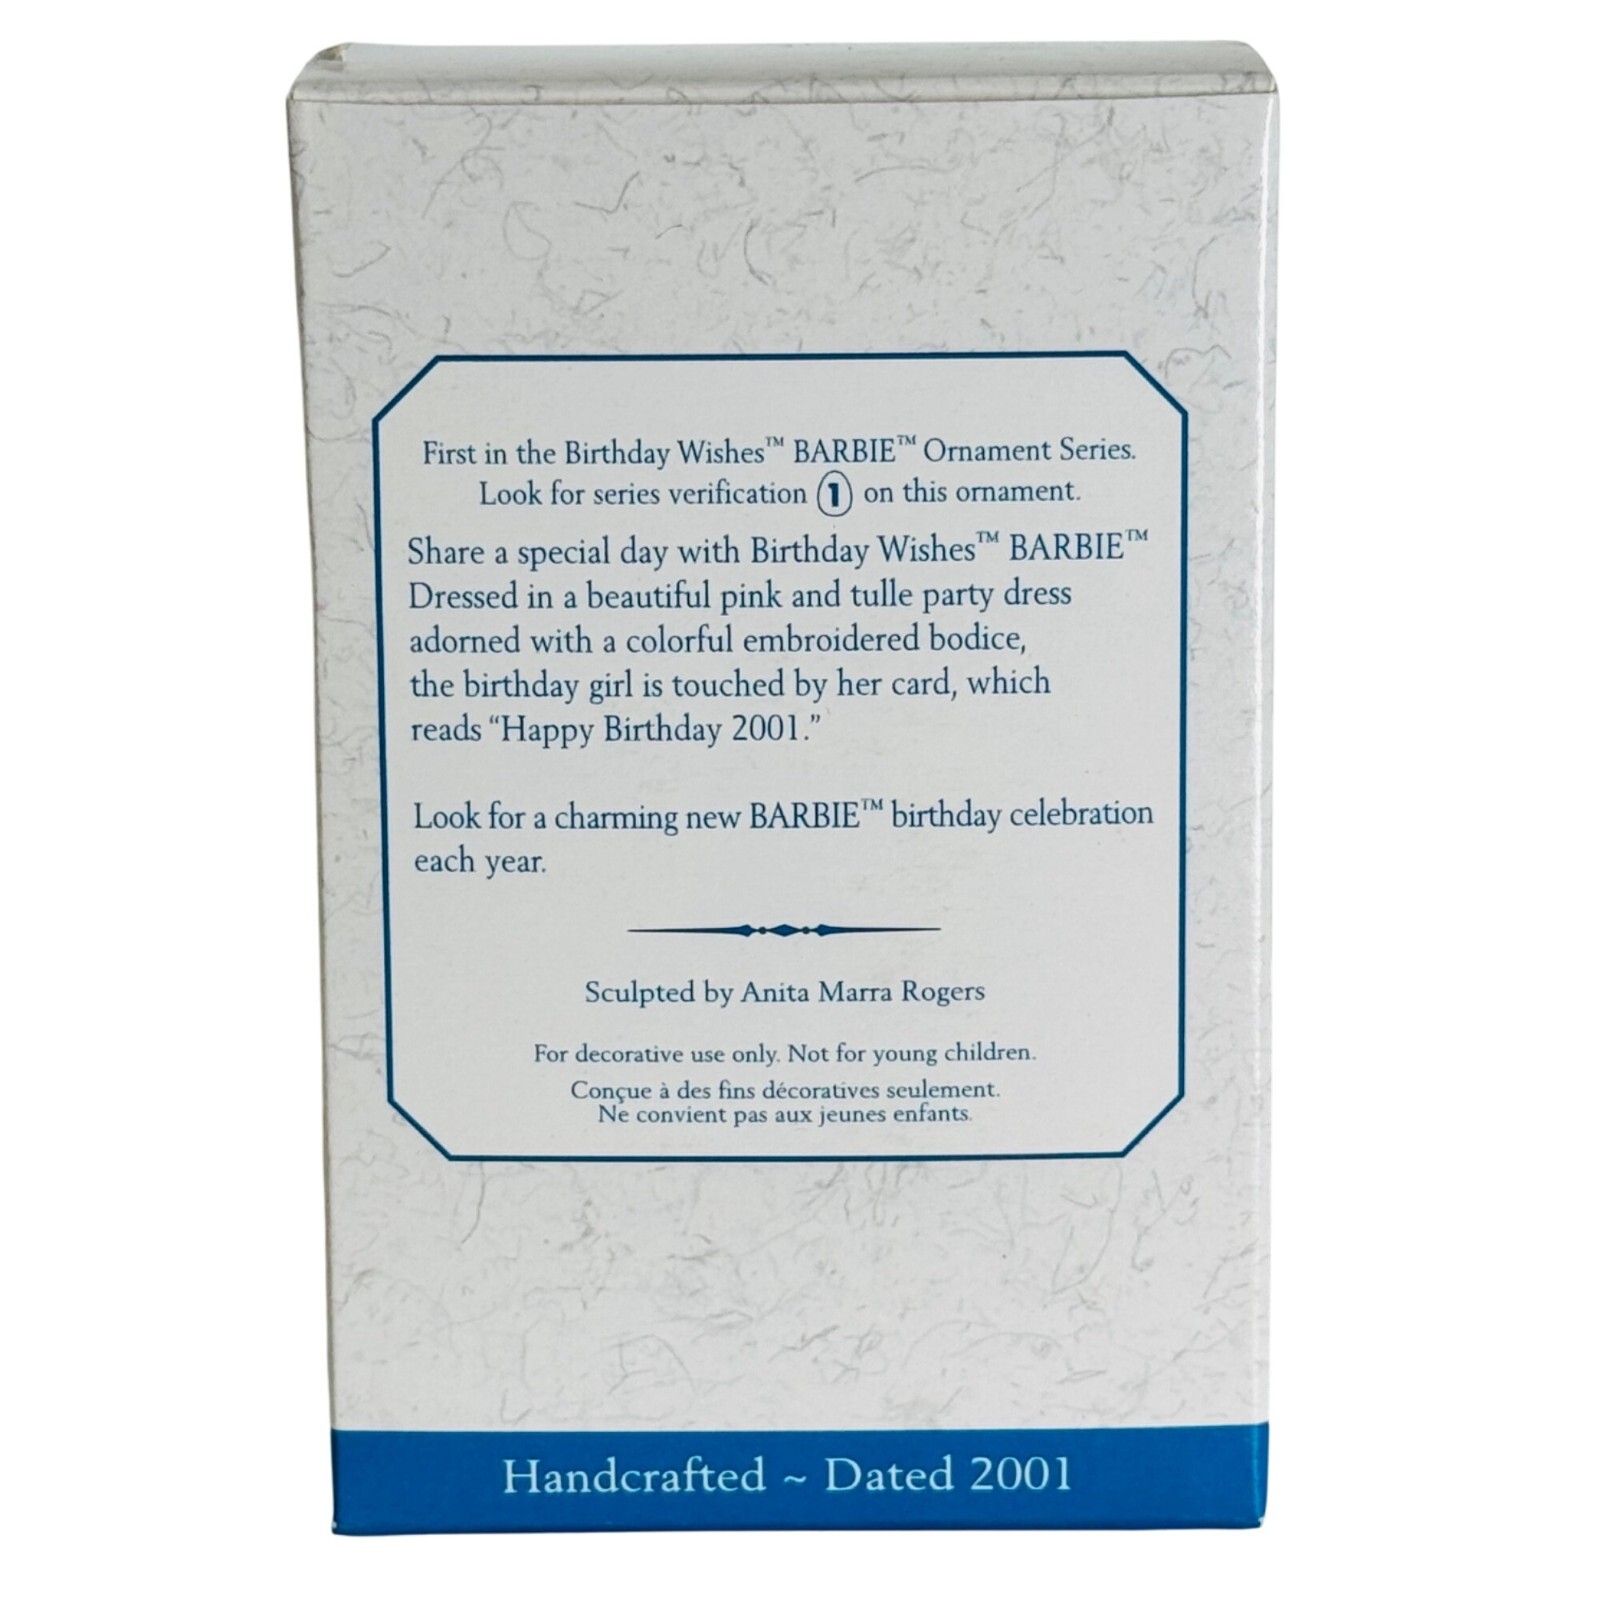 First in the Birthday Wishes™ BARBIE™ Ornament Series.
Look for series verification ① on this ornament.
Share a special day with Birthday Wishes™ BARBIE™
Dressed in a beautiful pink and tulle party dress
adorned with a colorful embroidered bodice,
the birthday girl is touched by her card, which
reads “Happy Birthday 2001.”
Look for a charming new BARBIE™ birthday celebration
each year.
Sculpted by Anita Marra Rogers
For decorative use only. Not for young children.
Conçue à des fins décoratives seulement.
Ne convient pas aux jeunes enfants.
Handcrafted ~ Dated 2001